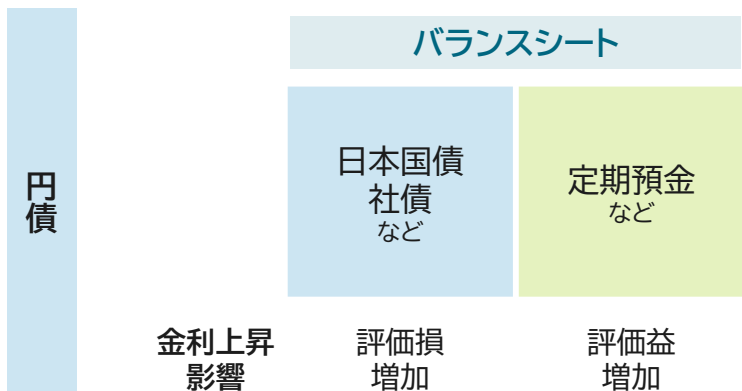 バランスシート
円債
日本国債
社債
など
定期預金
など
金利上昇
影響
評価損
増加
評価益
増加